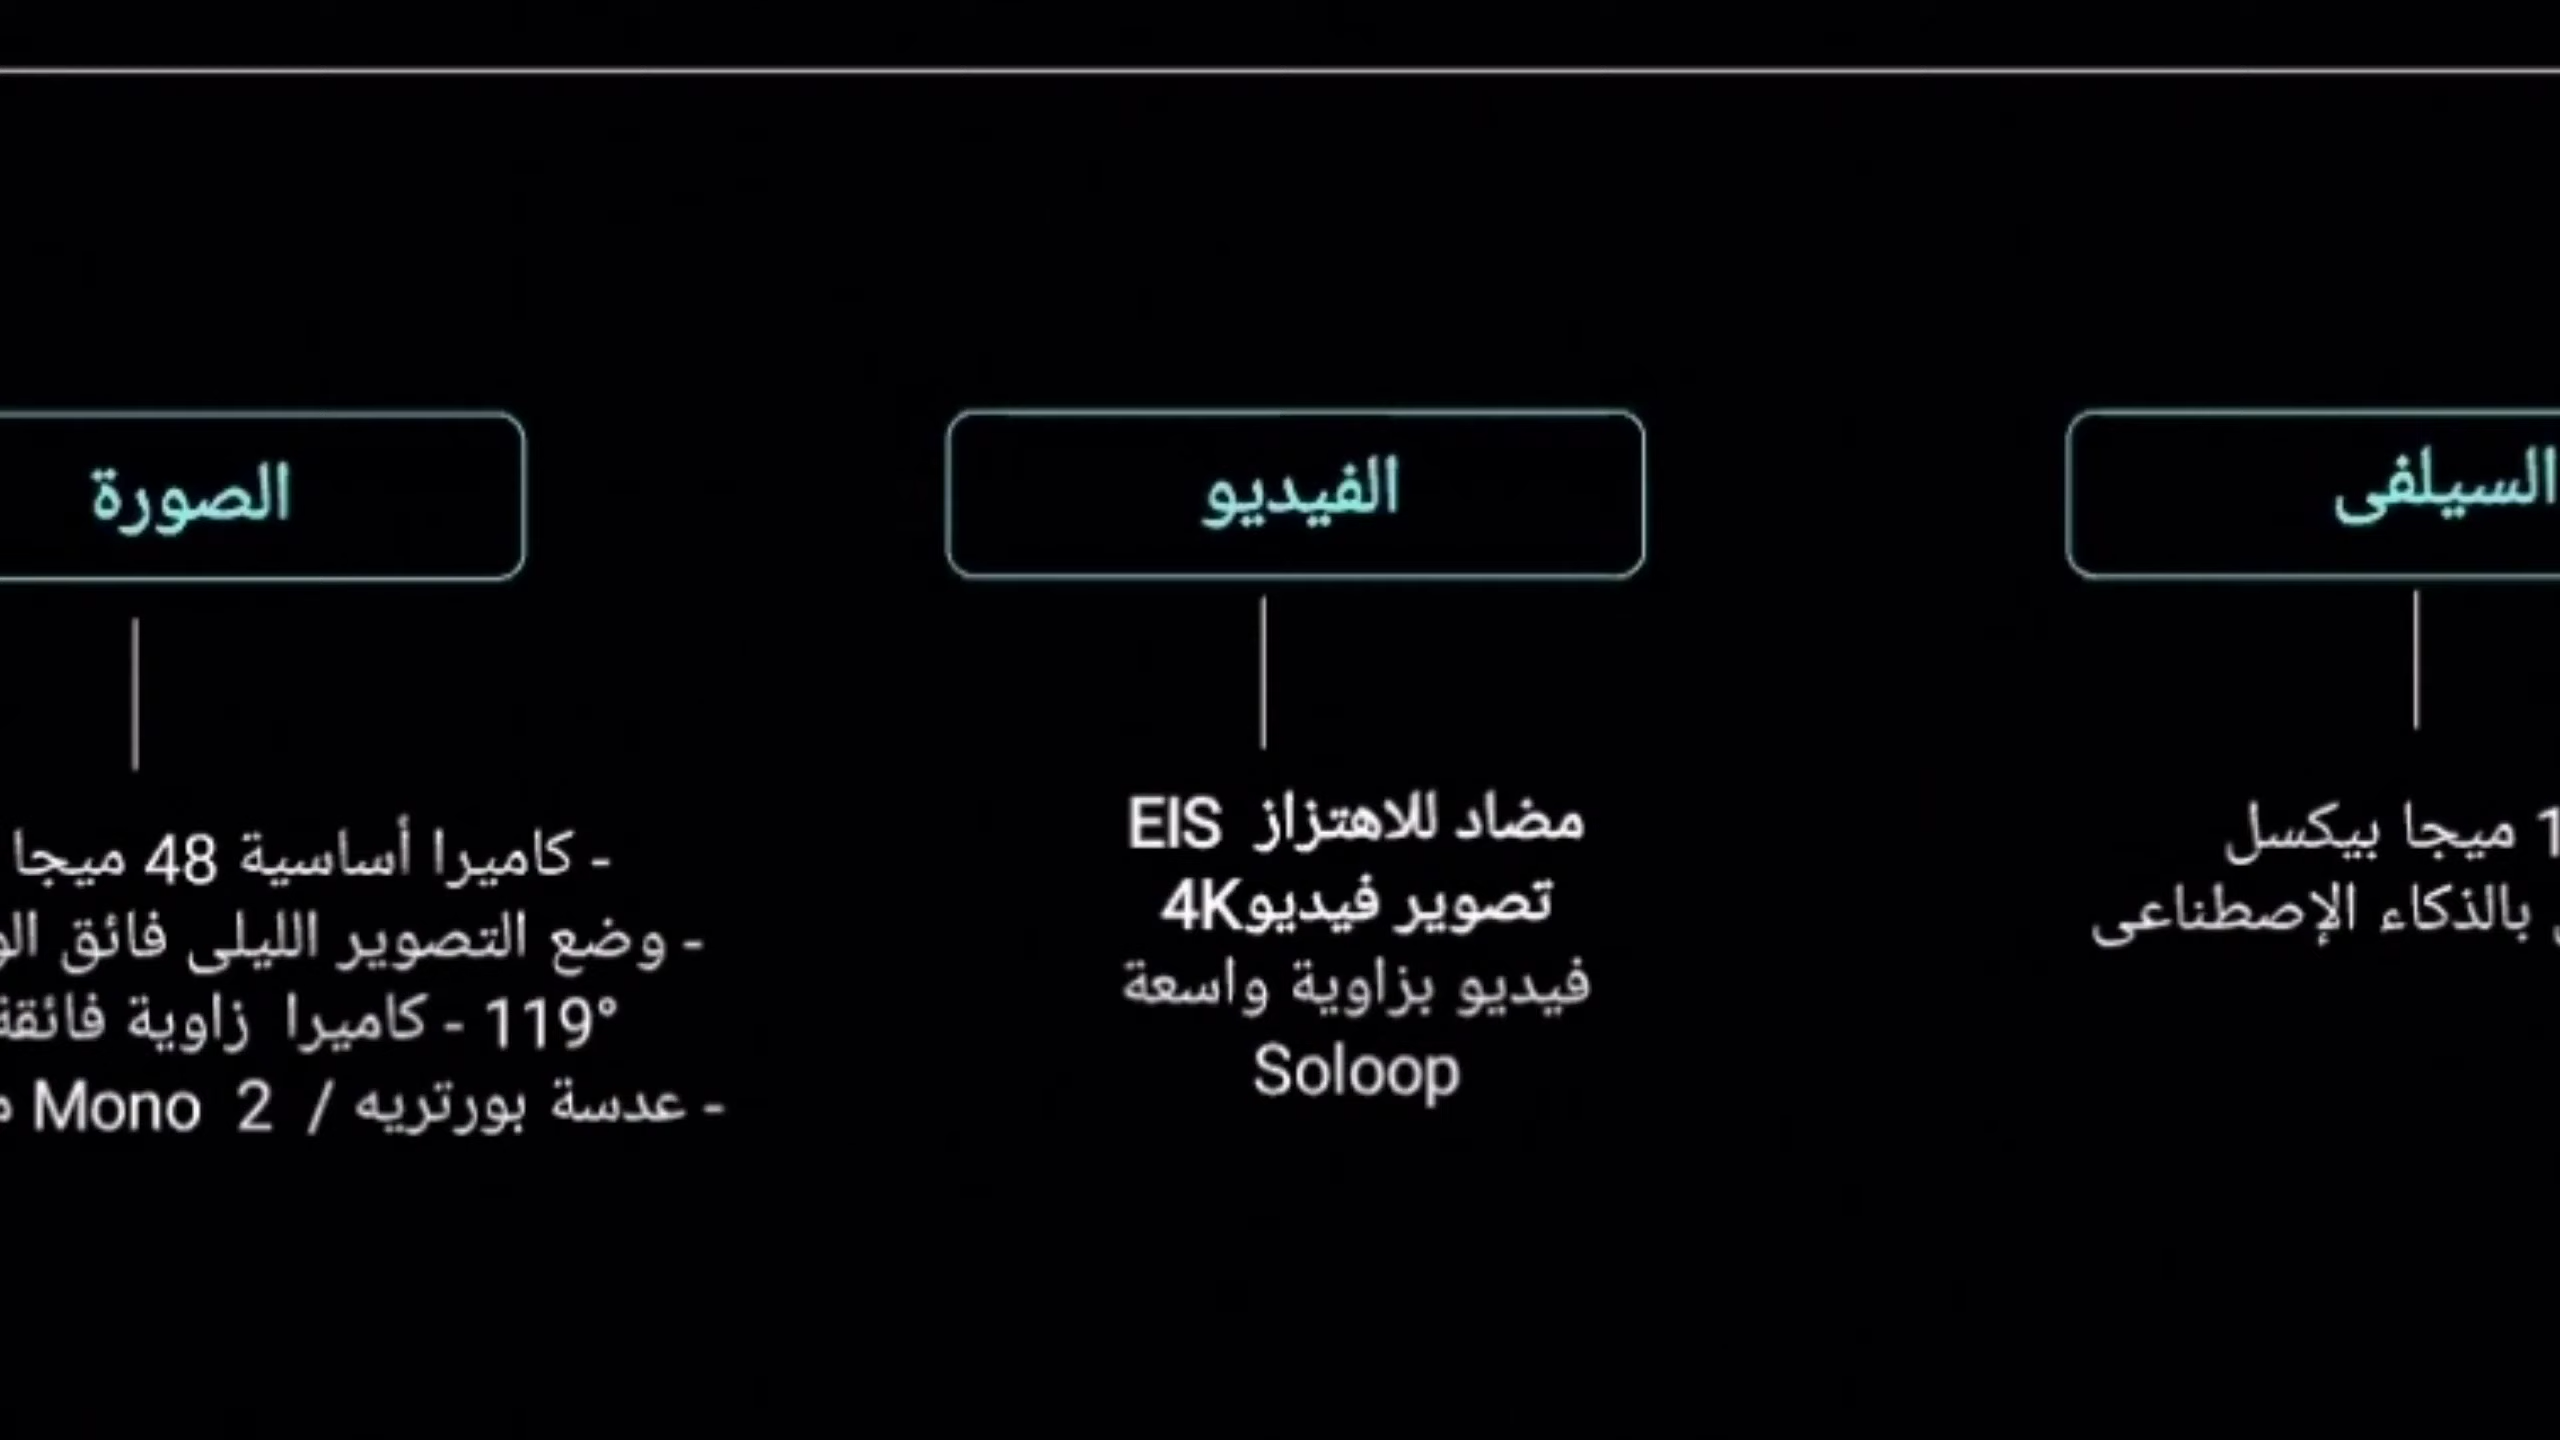 السيلفى
ميجا بيكسل
بالذكاء الإصطناعى
الفيديو
مضاد للاهتزاز EIS
تصوير فيديو4K
فيديو بزاوية واسعة
Soloop
الصورة
- كاميرا أساسية 48 ميجا
- وضع التصوير الليلى فائق
119° - كاميرا زاوية فائقة
- عدسة بورتريه / 2 Mono